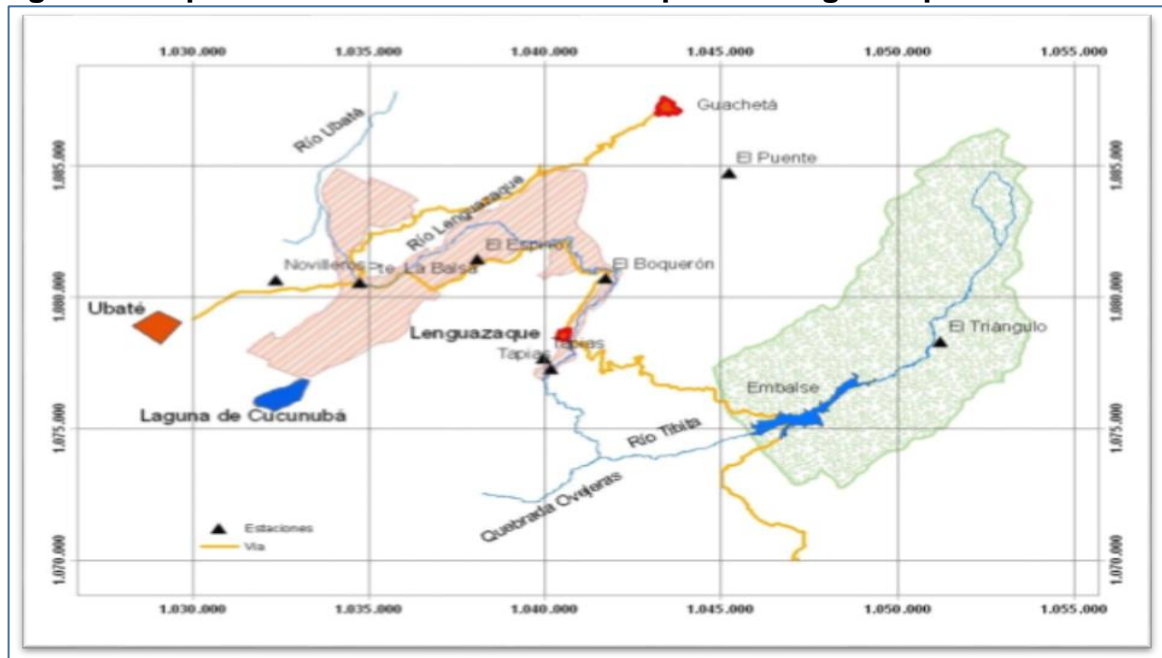 1.030.000 1.035.000 1.040.000 1.045.000 1.050.000 1.055.000
Guachetá
Río Ubaté
El Puente
1.085.000 1.085.000
Río Lenguazaque
El Espino
Novilleros
Pte. La Balsa
El Boquerón
1.080.000 1.080.000
Ubaté
Lenguazaque
El Triángulo
Tapias
Tapias
Embalse
Laguna de Cucunubá
1.075.000 1.075.000
Río Tibita
Quebrada Ovejeras
Estaciones
Vía
1.070.000 1.070.000
1.030.000 1.035.000 1.040.000 1.045.000 1.050.000 1.055.000